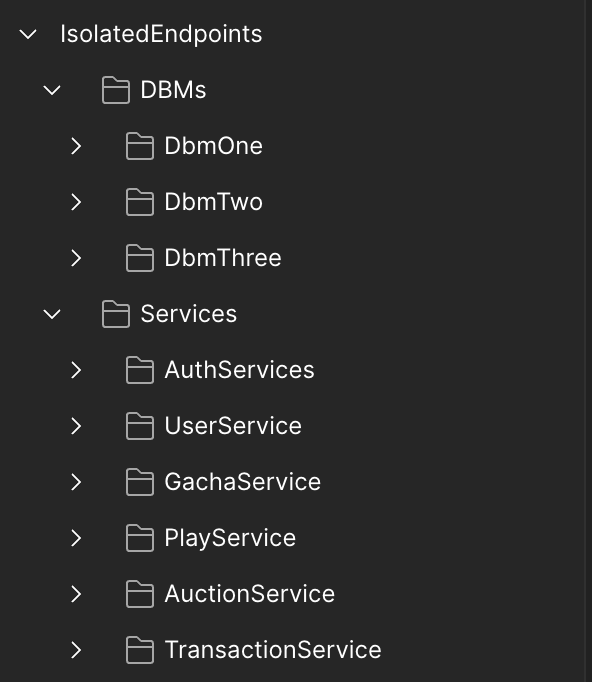 IsolatedEndpoints
DBMs
DbmOne
DbmTwo
DbmThree
Services
AuthServices
UserService
GachaService
PlayService
AuctionService
TransactionService